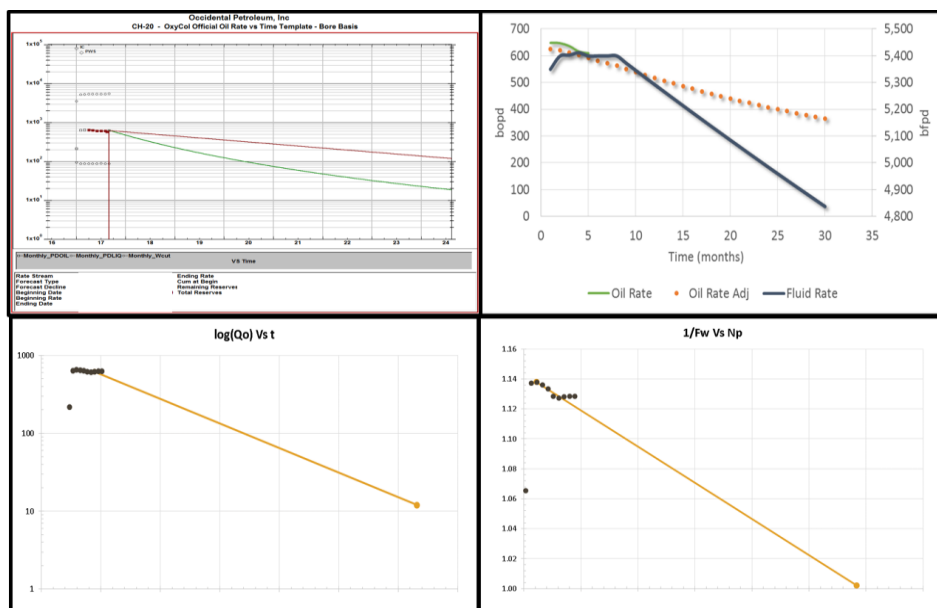 Occidental Petroleum, Inc
CH-20 - OxyCol Official Oil Rate vs Time Template - Bore Basis
16 17 18 19 20 21 22 23 24
VS Time
Rate Stream
Forecast Type
Forecast Decline
Beginning Date
Beginning Rate
Ending Date
Ending Rate
Cum at Begin
Remaining Reserves
Total Reserves
700
600
500
400
300
200
100
0
bopd
5,500
5,400
5,300
5,200
5,100
5,000
4,900
4,800
bfpd
0 5 10 15 20 25 30 35
Time (months)
Oil Rate Oil Rate Adj Fluid Rate
log(Qo) Vs t
1000
100
10
1
1/Fw Vs Np
1.16
1.14
1.12
1.10
1.08
1.06
1.04
1.02
1.00